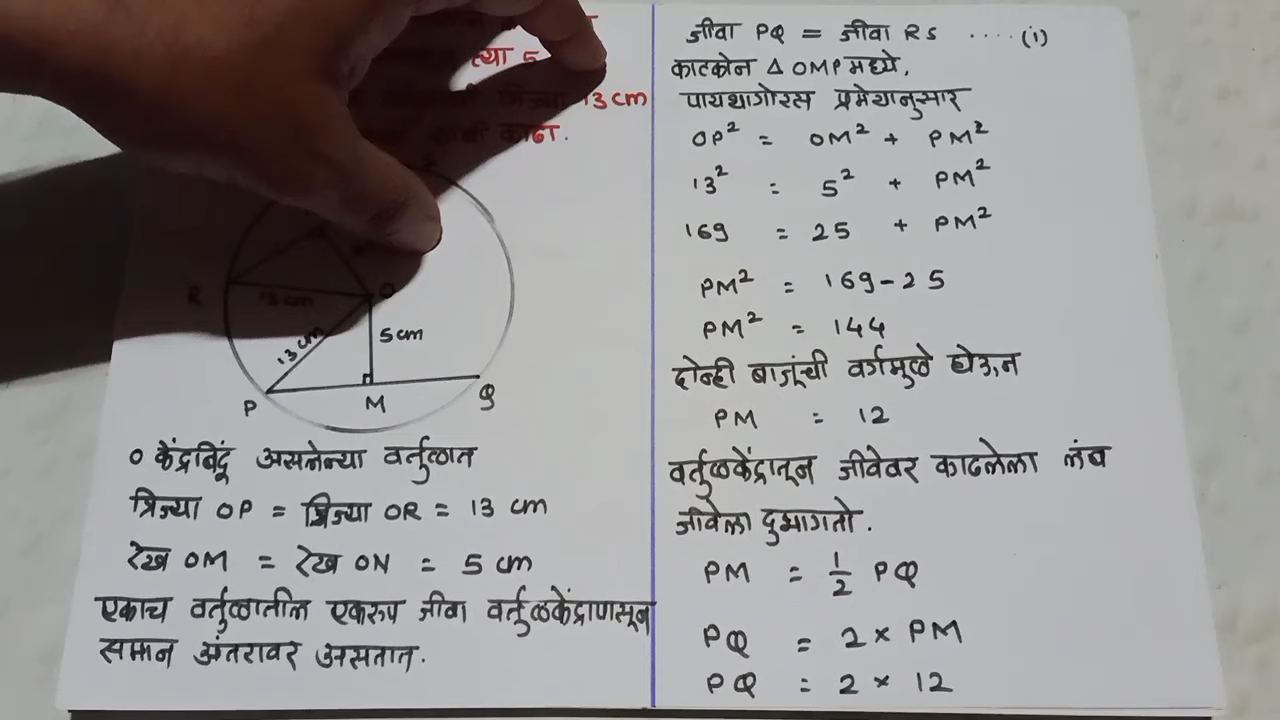 त्या 5
13 cm
काढा.
R
13 cm
O
13 cm
5 cm
P
M
Q
O केंद्रबिंदू असलेल्या वर्तुळात
त्रिज्या OP = त्रिज्या OR = 13 cm
रेख OM = रेख ON = 5 cm
एकाच वर्तुळातील एकरुप जीवा वर्तुळकेंद्रापासून
समान अंतरावर असतात.
जीवा PQ = जीवा RS ....(i)
काटकोन Δ OMP मध्ये,
पायथागोरस प्रमेयानुसार
OP² = OM² + PM²
13² = 5² + PM²
169 = 25 + PM²
PM² = 169 - 25
PM² = 144
दोन्ही बाजूंची वर्गमुळे घेऊन
PM = 12
वर्तुळकेंद्रातून जीवेवर काढलेला लंब
जीवेला दुभागतो.
PM = 1/2 PQ
PQ = 2 × PM
PQ = 2 × 12